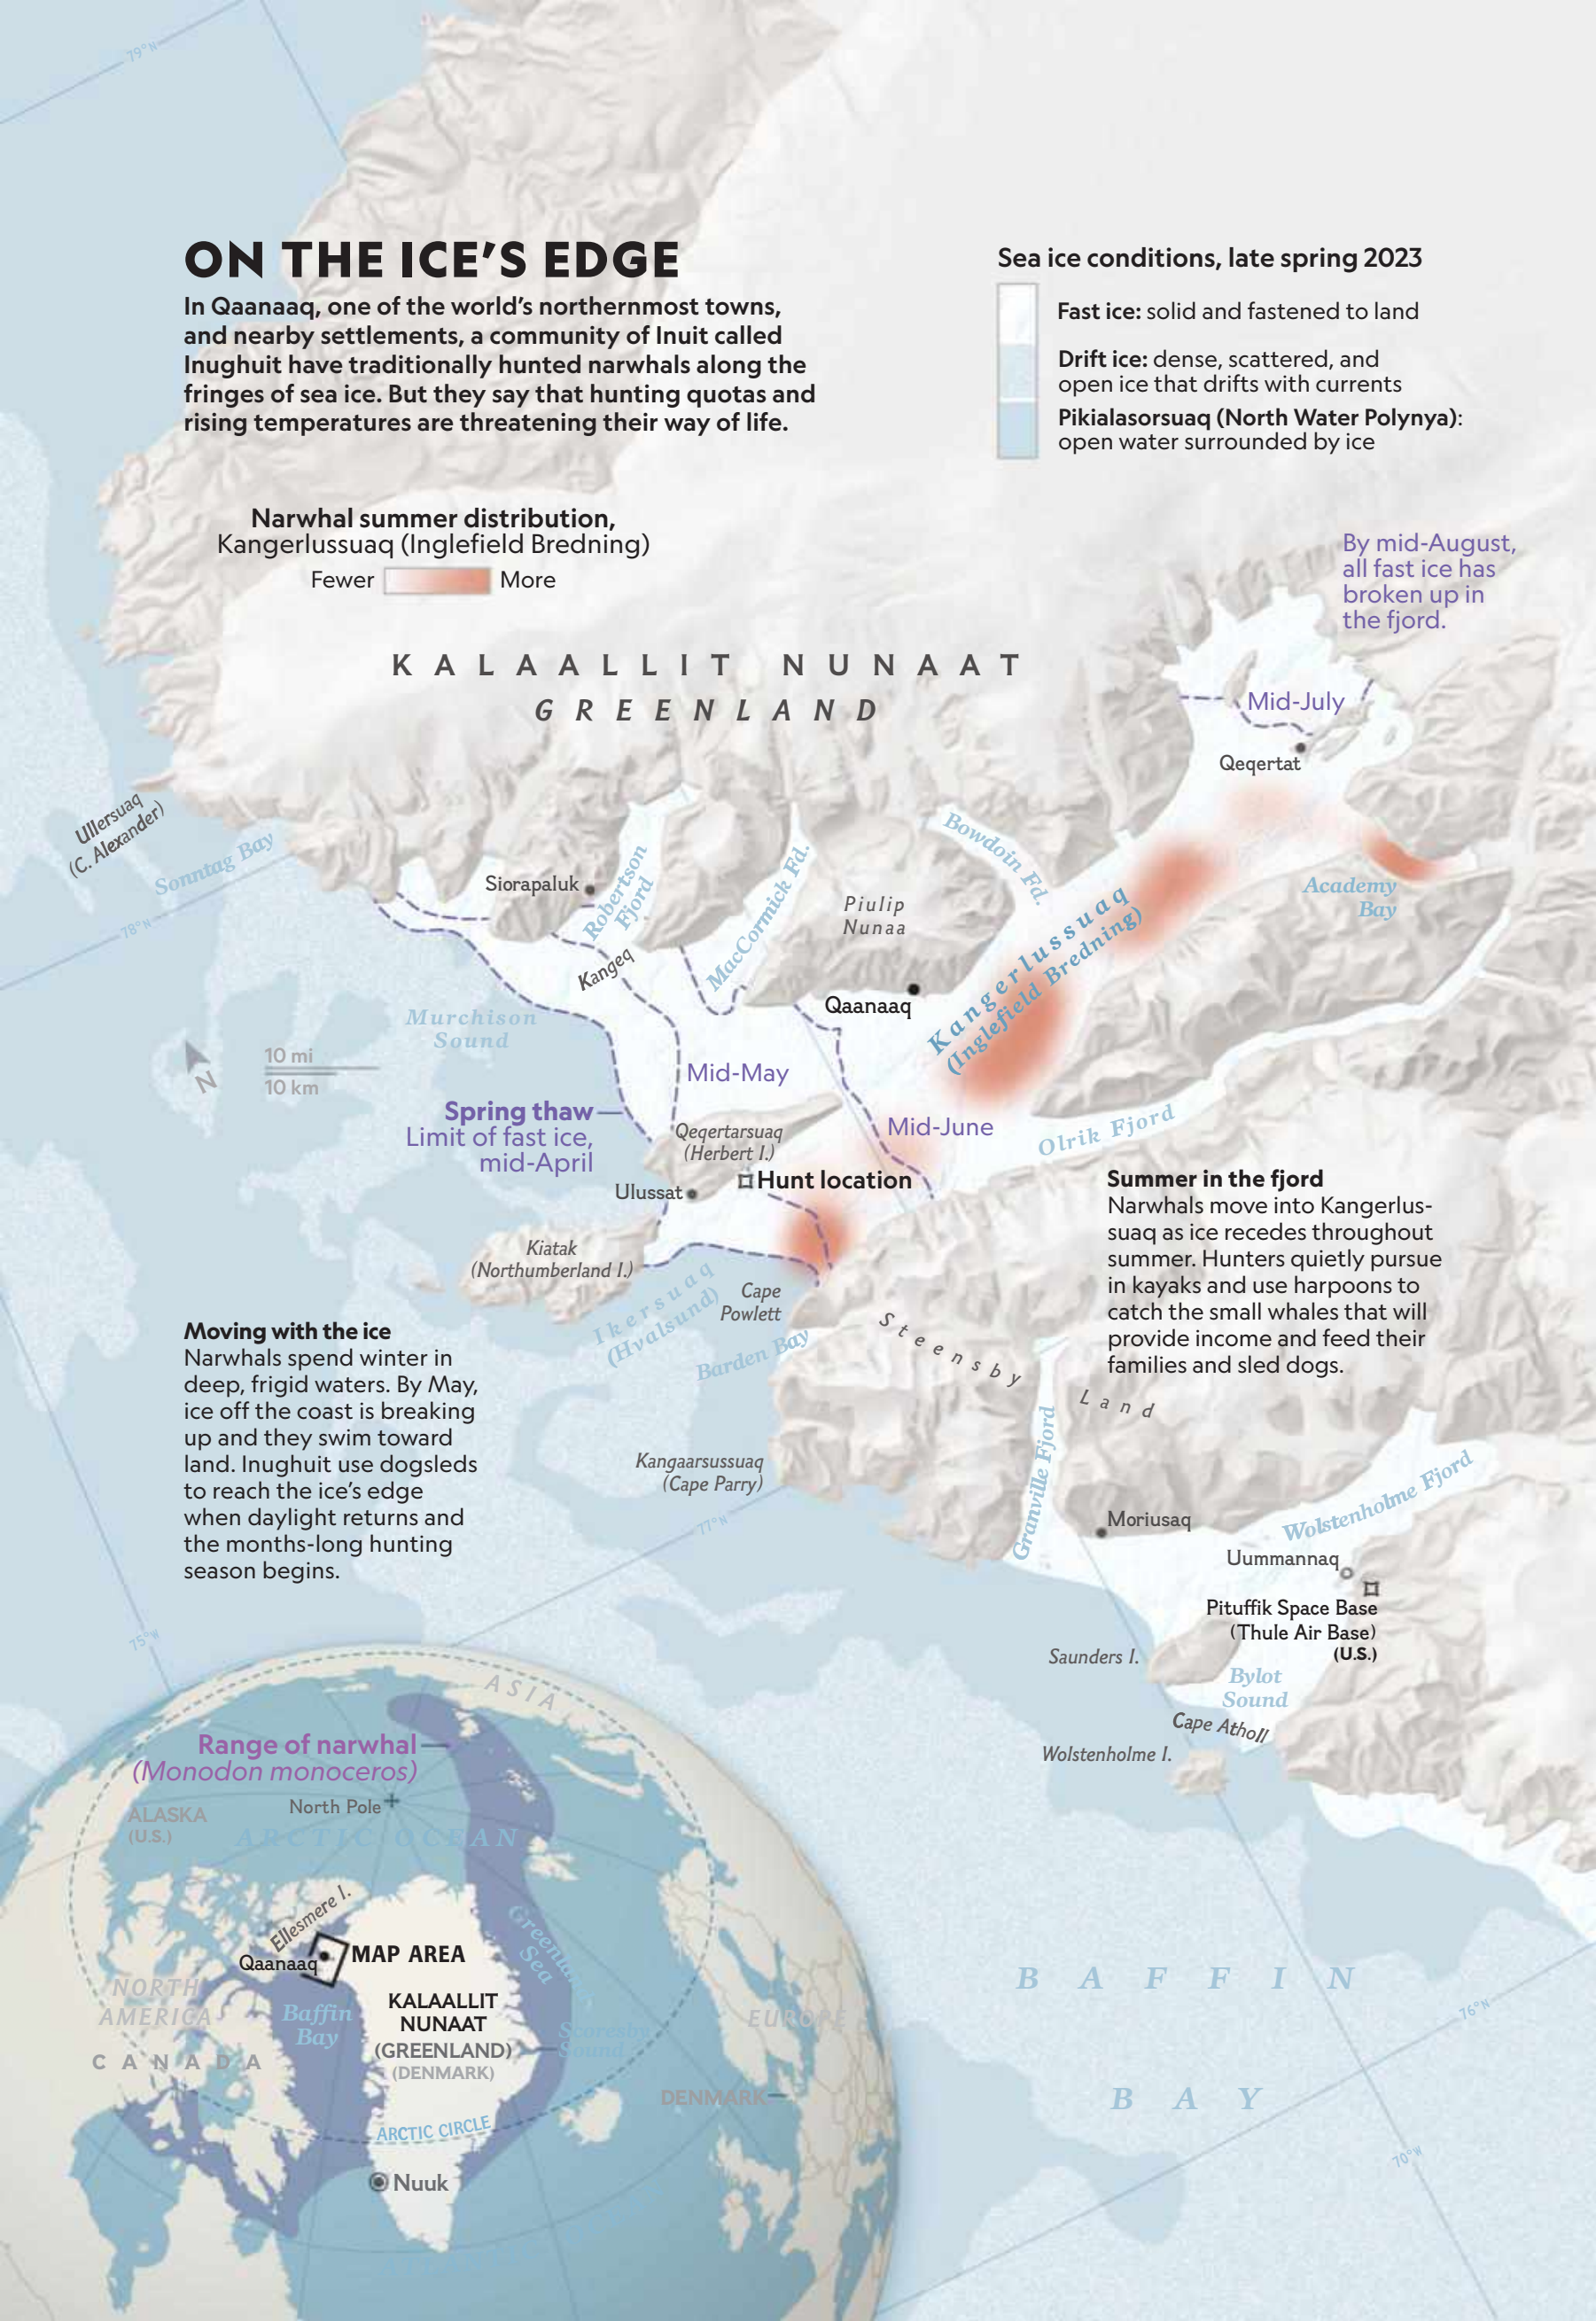 79°N
ON THE ICE'S EDGE
In Qaanaaq, one of the world's northernmost towns,
and nearby settlements, a community of Inuit called
Inughuit have traditionally hunted narwhals along the
fringes of sea ice. But they say that hunting quotas and
rising temperatures are threatening their way of life.
Sea ice conditions, late spring 2023
Fast ice: solid and fastened to land
Drift ice: dense, scattered, and
open ice that drifts with currents
Pikialasorsuaq (North Water Polynya):
open water surrounded by ice
Narwhal summer distribution,
Kangerlussuaq (Inglefield Bredning)
Fewer More
By mid-August,
all fast ice has
broken up in
the fjord.
KALAALLIT NUNAAT
GREENLAND
Mid-July
Qeqertat
Ullersuaq
(C. Alexander)
Sonntag Bay
78°N
Siorapaluk
Robertson
Fjord
Kangeq
MacCormick Fd.
Piulip
Nunaa
Bowdoin Fd.
Academy
Bay
Kangerlussuaq
(Inglefield Bredning)
Qaanaaq
Murchison
Sound
10 mi
10 km
N
Mid-May
Spring thaw
Limit of fast ice,
mid-April
Mid-June
Olrik Fjord
Qeqertarsuaq
(Herbert I.)
Hunt location
Ulussat
Kiatak
(Northumberland I.)
Ikersuaq
(Hvalsund)
Cape
Powlett
Barden Bay
Summer in the fjord
Narwhals move into Kangerlus-
suaq as ice recedes throughout
summer. Hunters quietly pursue
in kayaks and use harpoons to
catch the small whales that will
provide income and feed their
families and sled dogs.
Steensby
Land
Moving with the ice
Narwhals spend winter in
deep, frigid waters. By May,
ice off the coast is breaking
up and they swim toward
land. Inughuit use dogsleds
to reach the ice's edge
when daylight returns and
the months-long hunting
season begins.
Kangaarsussuaq
(Cape Parry)
77°N
Granville Fjord
Moriusaq
Wolstenholme Fjord
Uummannaq
Pituffik Space Base
(Thule Air Base)
(U.S.)
Saunders I.
Bylot
Sound
Cape Atholl
Wolstenholme I.
75°W
ASIA
Range of narwhal
(Monodon monoceros)
North Pole
ALASKA
(U.S.)
ARCTIC OCEAN
Ellesmere I.
Qaanaaq
MAP AREA
Greenland
Sea
NORTH
AMERICA
Baffin
Bay
KALAALLIT
NUNAAT
(GREENLAND)
(DENMARK)
Scoresby
Sound
EUROPE
CANADA
DENMARK
ARCTIC CIRCLE
Nuuk
BAFFIN
BAY
76°N
70°W